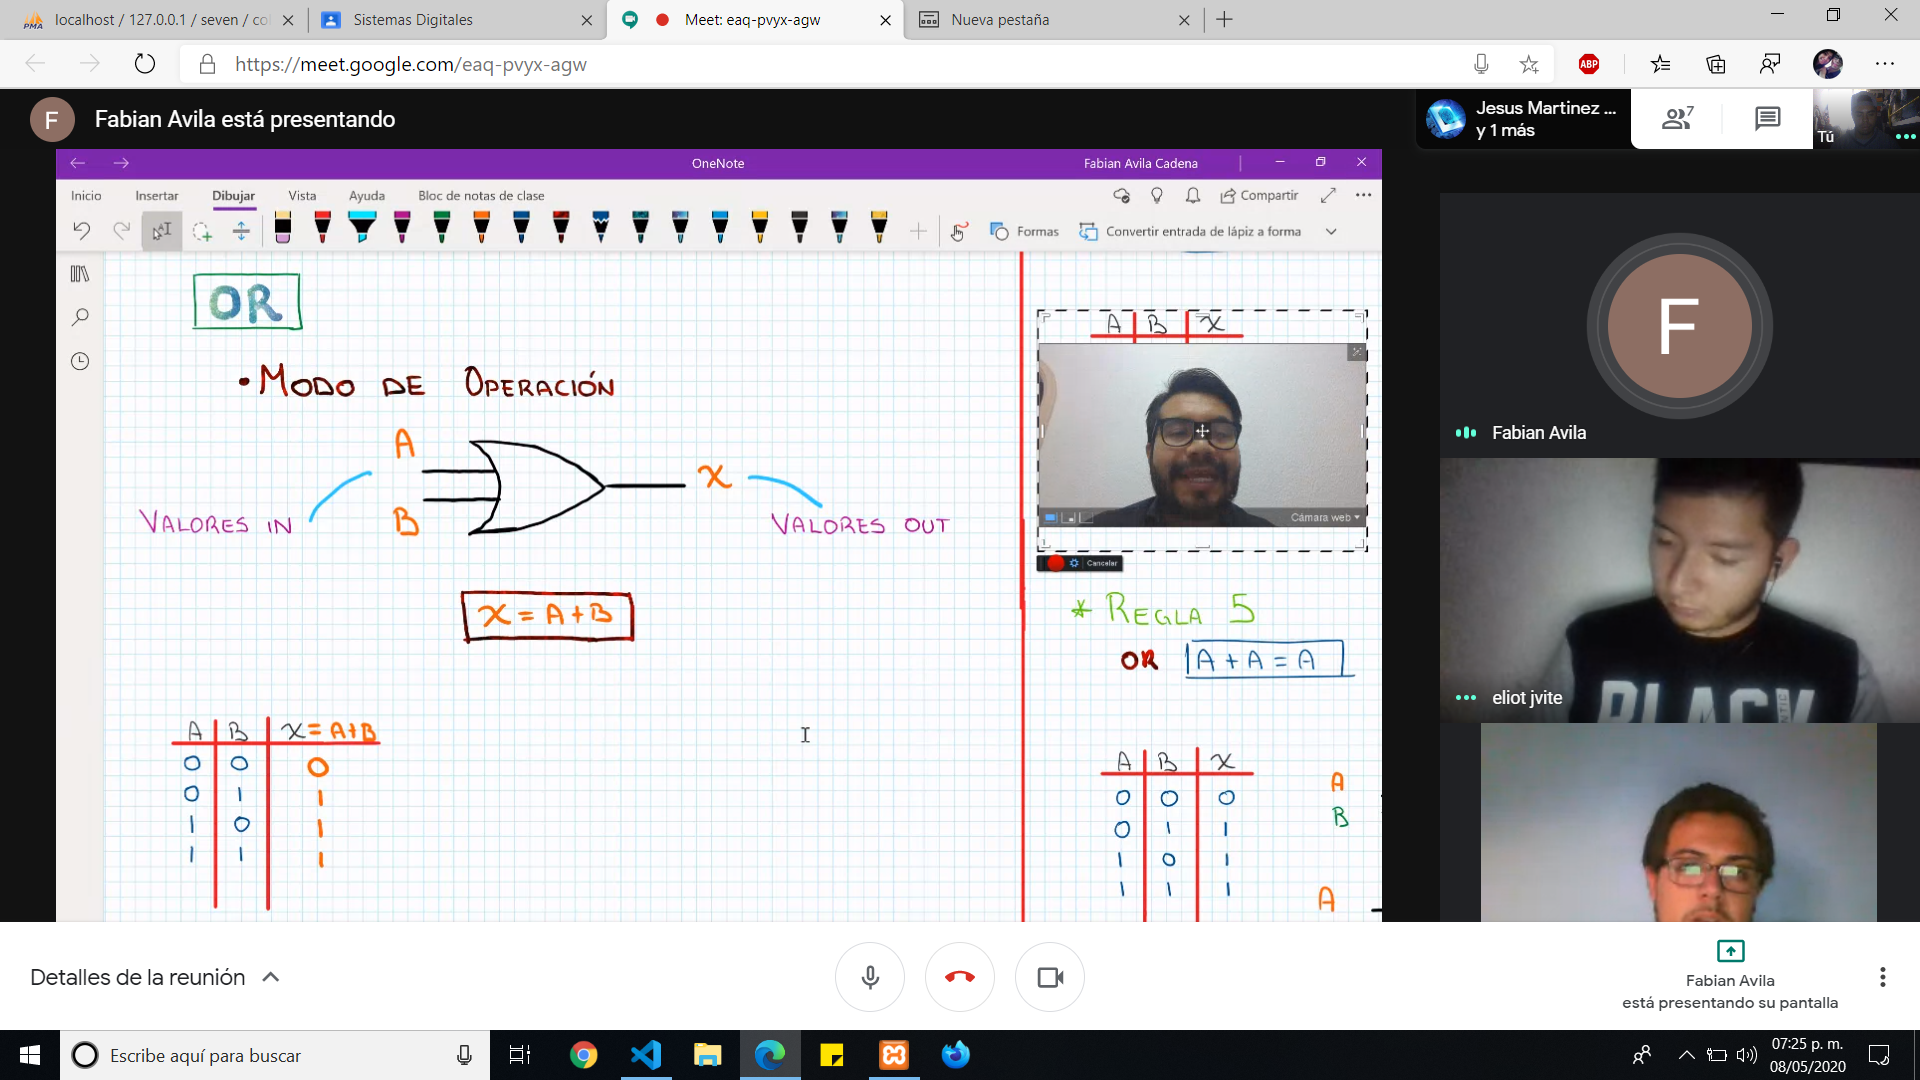 localhost / 127.0.0.1 / seven / co
Sistemas Digitales
Meet: eaq-pvyx-agw
Nueva pestaña
https://meet.google.com/eaq-pvyx-agw
ABP
F
Fabian Avila está presentando
Jesus Martinez ...
y 1 más
7
Tú
OneNote
Fabian Avila Cadena
Inicio
Insertar
Dibujar
Vista
Ayuda
Bloc de notas de clase
Compartir
Formas
Convertir entrada de lápiz a forma
OR
• MODO DE OPERACIÓN
A
B
X
VALORES IN
VALORES OUT
X = A + B
A B X = A+B
0 0 0
0 1 1
1 0 1
1 1 1
A B X
Cámara web
Cancelar
* REGLA 5
OR A + A = A
A B X
0 0 0
0 1 1
1 0 1
1 1 1
A
B
A
F
Fabian Avila
eliot jvite
BLACK
Detalles de la reunión
Fabian Avila
está presentando su pantalla
Escribe aquí para buscar
07:25 p. m.
08/05/2020